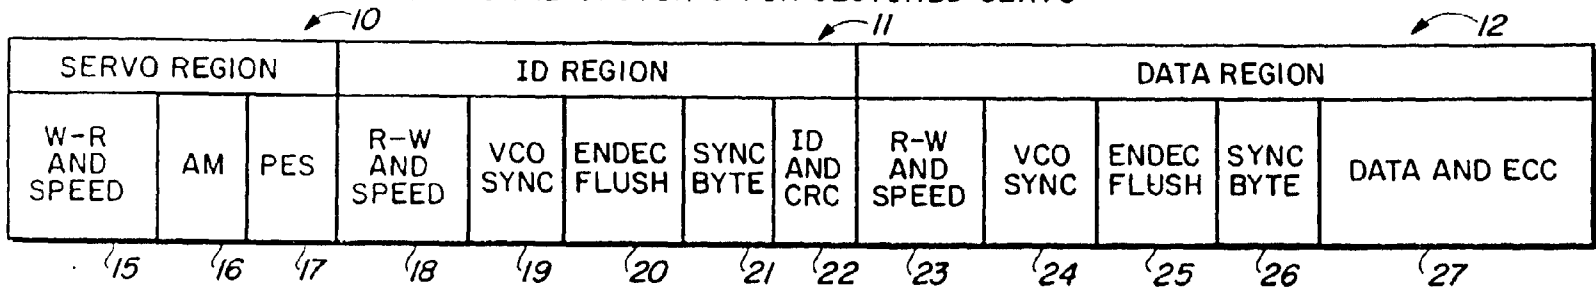 10 11 12
SERVO REGION ID REGION DATA REGION
W-R AND SPEED
AM
PES
R-W AND SPEED
VCO SYNC
ENDEC FLUSH
SYNC BYTE
ID AND CRC
R-W AND SPEED
VCO SYNC
ENDEC FLUSH
SYNC BYTE
DATA AND ECC
15 16 17 18 19 20 21 22 23 24 25 26 27